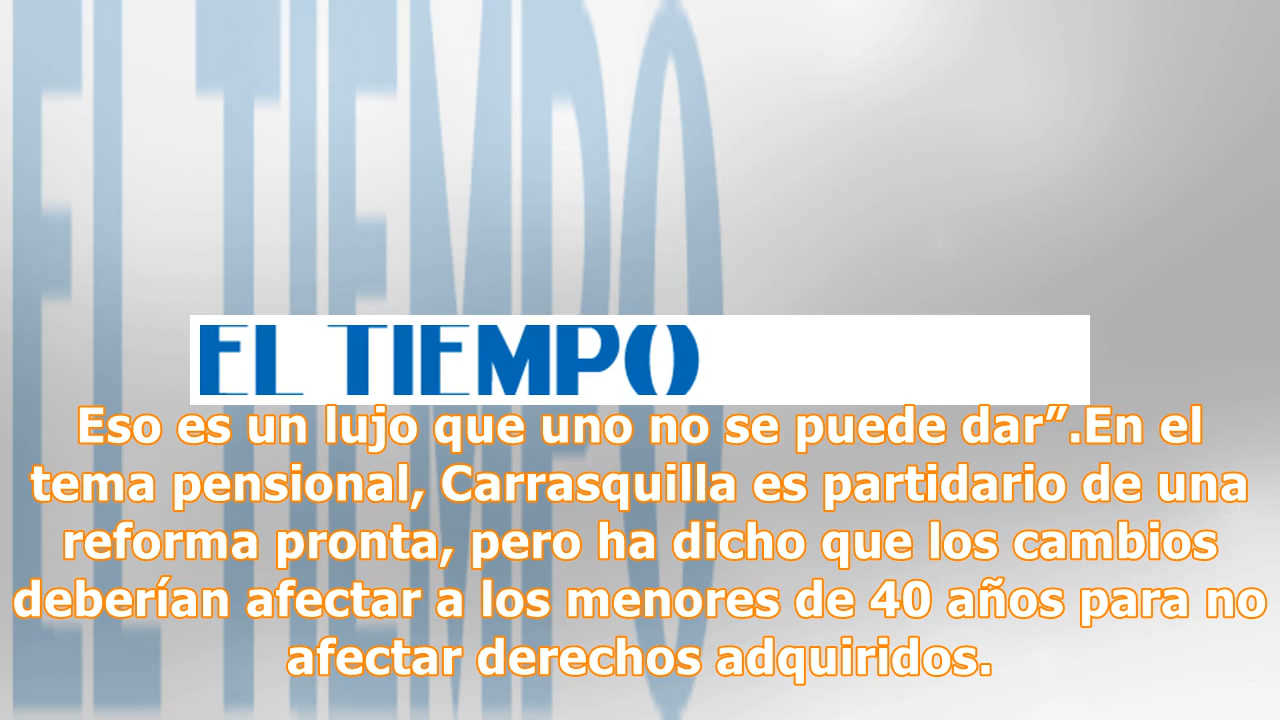 EL TIEMPO
EL TIEMPO
Eso es un lujo que uno no se puede dar”.En el
tema pensional, Carrasquilla es partidario de una
reforma pronta, pero ha dicho que los cambios
deberían afectar a los menores de 40 años para no
afectar derechos adquiridos.